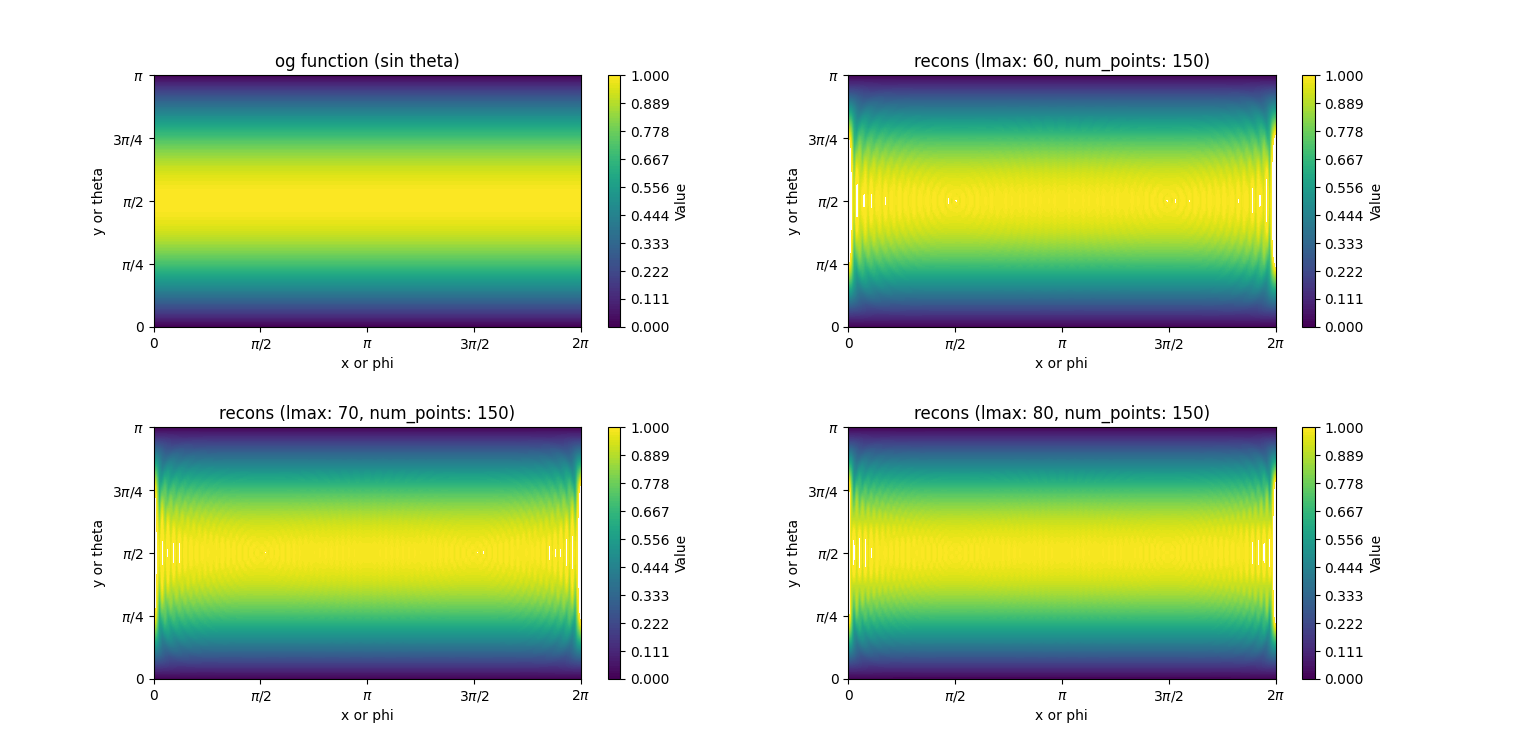 og function (sin theta)
π
3π/4
π/2
π/4
0
y or theta
0
π/2
π
3π/2
2π
x or phi
1.000
0.889
0.778
0.667
0.556
0.444
0.333
0.222
0.111
0.000
Value
recons (lmax: 60, num_points: 150)
π
3π/4
π/2
π/4
0
y or theta
0
π/2
π
3π/2
2π
x or phi
1.000
0.889
0.778
0.667
0.556
0.444
0.333
0.222
0.111
0.000
Value
recons (lmax: 70, num_points: 150)
π
3π/4
π/2
π/4
0
y or theta
0
π/2
π
3π/2
2π
x or phi
1.000
0.889
0.778
0.667
0.556
0.444
0.333
0.222
0.111
0.000
Value
recons (lmax: 80, num_points: 150)
π
3π/4
π/2
π/4
0
y or theta
0
π/2
π
3π/2
2π
x or phi
1.000
0.889
0.778
0.667
0.556
0.444
0.333
0.222
0.111
0.000
Value